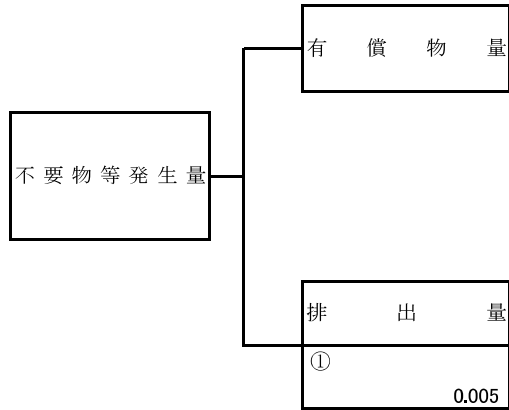 有償物量
不要物等発生量
排出量
①
0.005